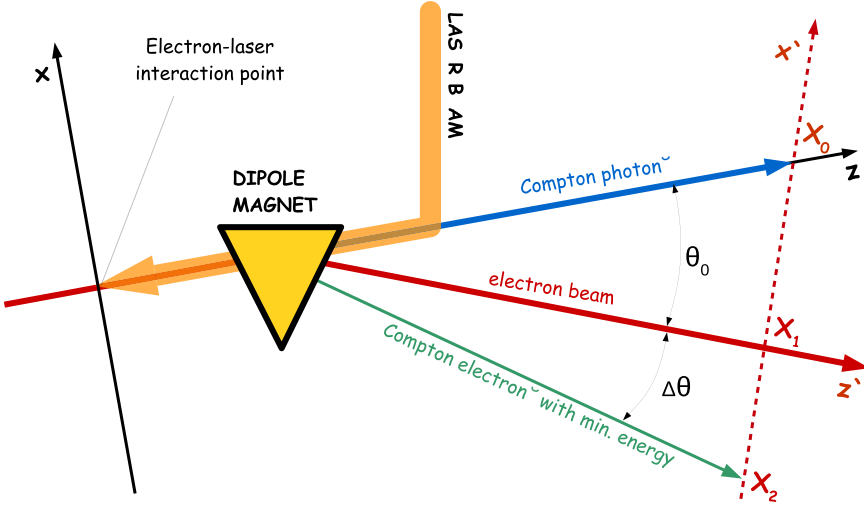 Electron-laser
interaction point
x
LAS R B AM
x`
X0
z
DIPOLE
MAGNET
Compton photon˘
θ0
electron beam
X1
z`
Compton electron˘ with min. energy
Δθ
X2